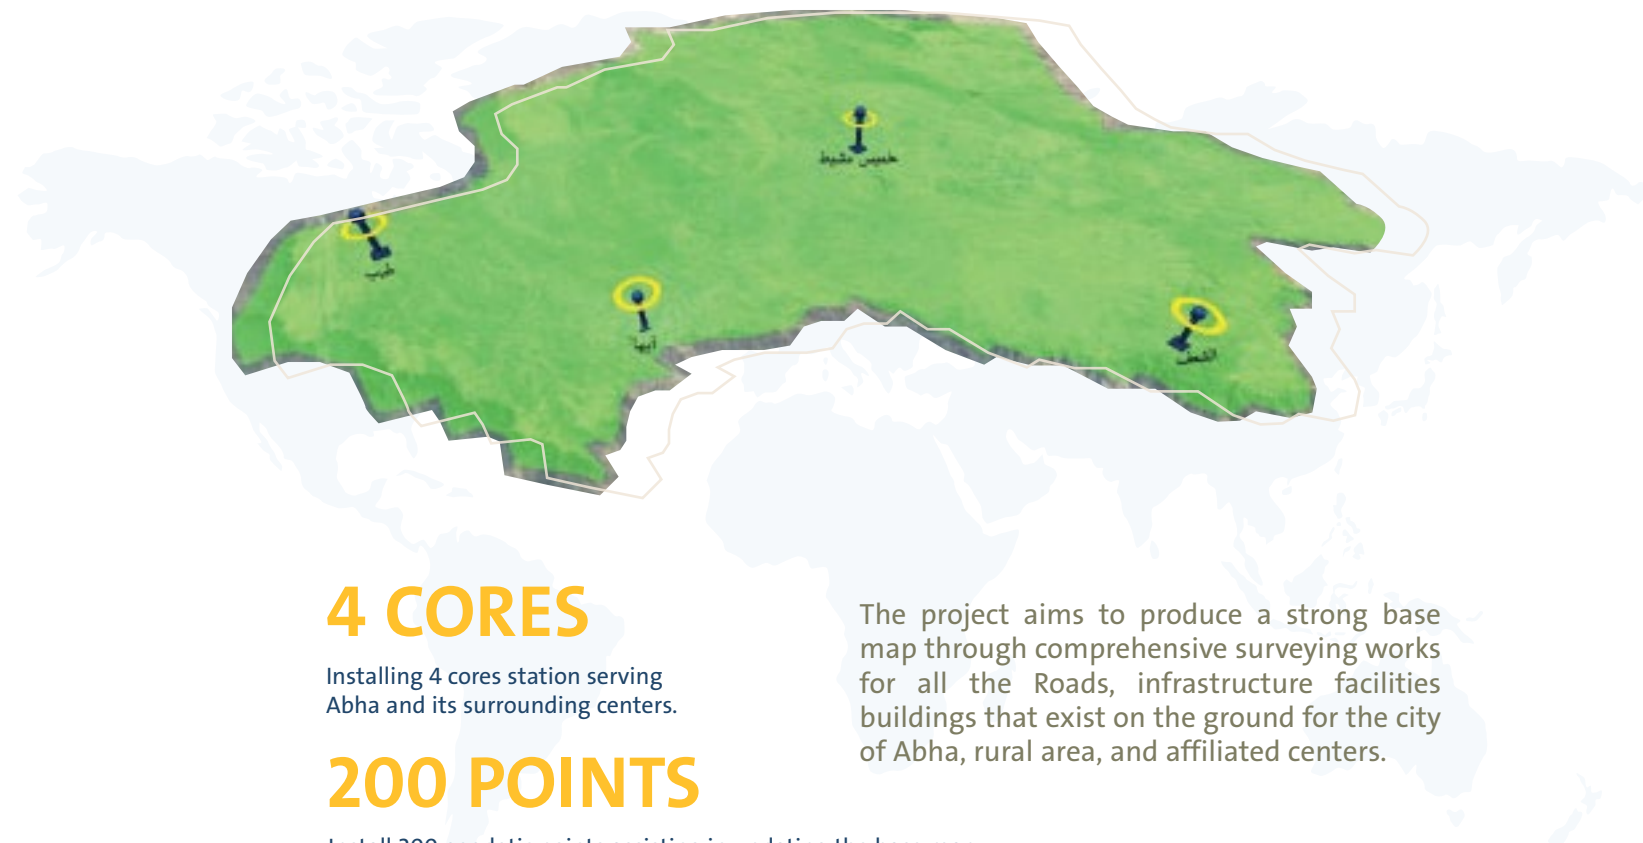 خميس مشيط
طبب
أبها
الشعف
4 CORES
Installing 4 cores station serving
Abha and its surrounding centers.
200 POINTS
The project aims to produce a strong base
map through comprehensive surveying works
for all the Roads, infrastructure facilities
buildings that exist on the ground for the city
of Abha, rural area, and affiliated centers.